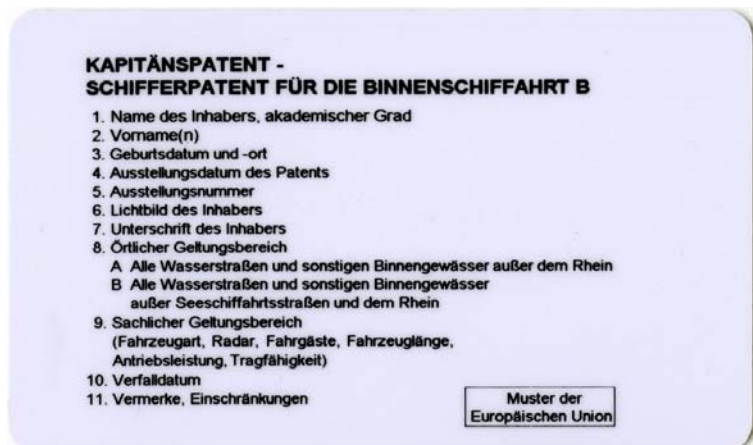 KAPITÄNSPATENT -
SCHIFFERPATENT FÜR DIE BINNENSCHIFFAHRT B
1. Name des Inhabers, akademischer Grad
2. Vorname(n)
3. Geburtsdatum und -ort
4. Ausstellungsdatum des Patents
5. Ausstellungsnummer
6. Lichtbild des Inhabers
7. Unterschrift des Inhabers
8. Örtlicher Geltungsbereich
A Alle Wasserstraßen und sonstigen Binnengewässer außer dem Rhein
B Alle Wasserstraßen und sonstigen Binnengewässer
außer Seeschiffahrtsstraßen und dem Rhein
9. Sachlicher Geltungsbereich
(Fahrzeugart, Radar, Fahrgäste, Fahrzeuglänge,
Antriebsleistung, Tragfähigkeit)
10. Verfalldatum
11. Vermerke, Einschränkungen
Muster der
Europäischen Union